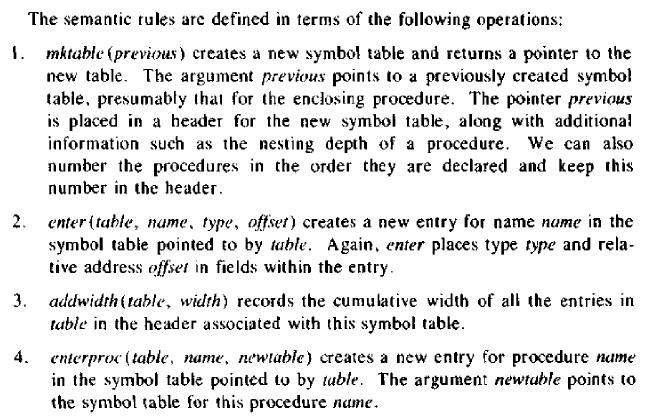 The semantic rules are defined in terms of the following operations:
1. mktable(previous) creates a new symbol table and returns a pointer to the
new table. The argument previous points to a previously created symbol
table, presumably that for the enclosing procedure. The pointer previous
is placed in a header for the new symbol table, along with additional
information such as the nesting depth of a procedure. We can also
number the procedures in the order they are declared and keep this
number in the header.
2. enter(table, name, type, offset) creates a new entry for name name in the
symbol table pointed to by table. Again, enter places type type and rela-
tive address offset in fields within the entry.
3. addwidth(table, width) records the cumulative width of all the entries in
table in the header associated with this symbol table.
4. enterproc(table, name, newtable) creates a new entry for procedure name
in the symbol table pointed to by table. The argument newtable points to
the symbol table for this procedure name.